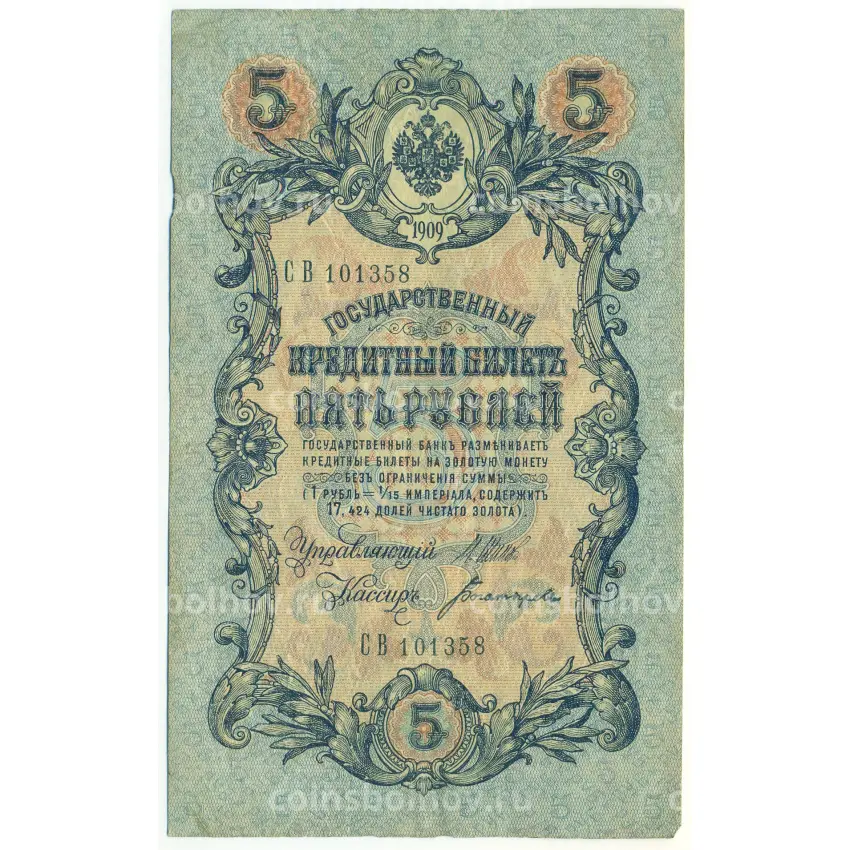 5 5
1909
СВ 101358
ГОСУДАРСТВЕННЫЙ
КРЕДИТНЫЙ БИЛЕТЪ
ПЯТЬ РУБЛЕЙ
ГОСУДАРСТВЕННЫЙ БАНКЪ РАЗМѢНИВАЕТЪ
КРЕДИТНЫЕ БИЛЕТЫ НА ЗОЛОТУЮ МОНЕТУ
БЕЗЪ ОГРАНИЧЕНІЯ СУММЫ
(1 РУБЛЬ = 1/15 ИМПЕРІАЛА, СОДЕРЖИТЪ
17,424 ДОЛЕЙ ЧИСТАГО ЗОЛОТА).
Управляющій
Кассиръ
СВ 101358
5
coinsbolhov.ru